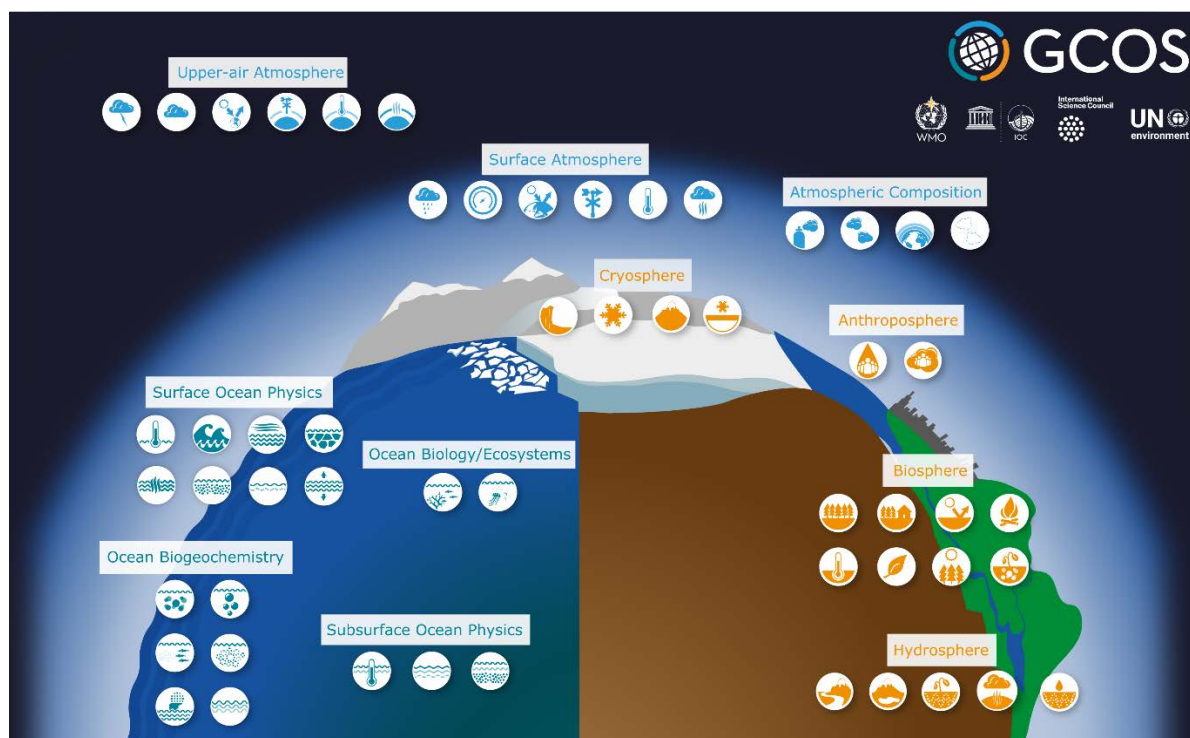 GCOS
WMO
IOC
International
Science Council
UN
environment
Upper-air Atmosphere
Surface Atmosphere
Atmospheric Composition
Cryosphere
Anthroposphere
Surface Ocean Physics
Ocean Biology/Ecosystems
Biosphere
Ocean Biogeochemistry
Subsurface Ocean Physics
Hydrosphere